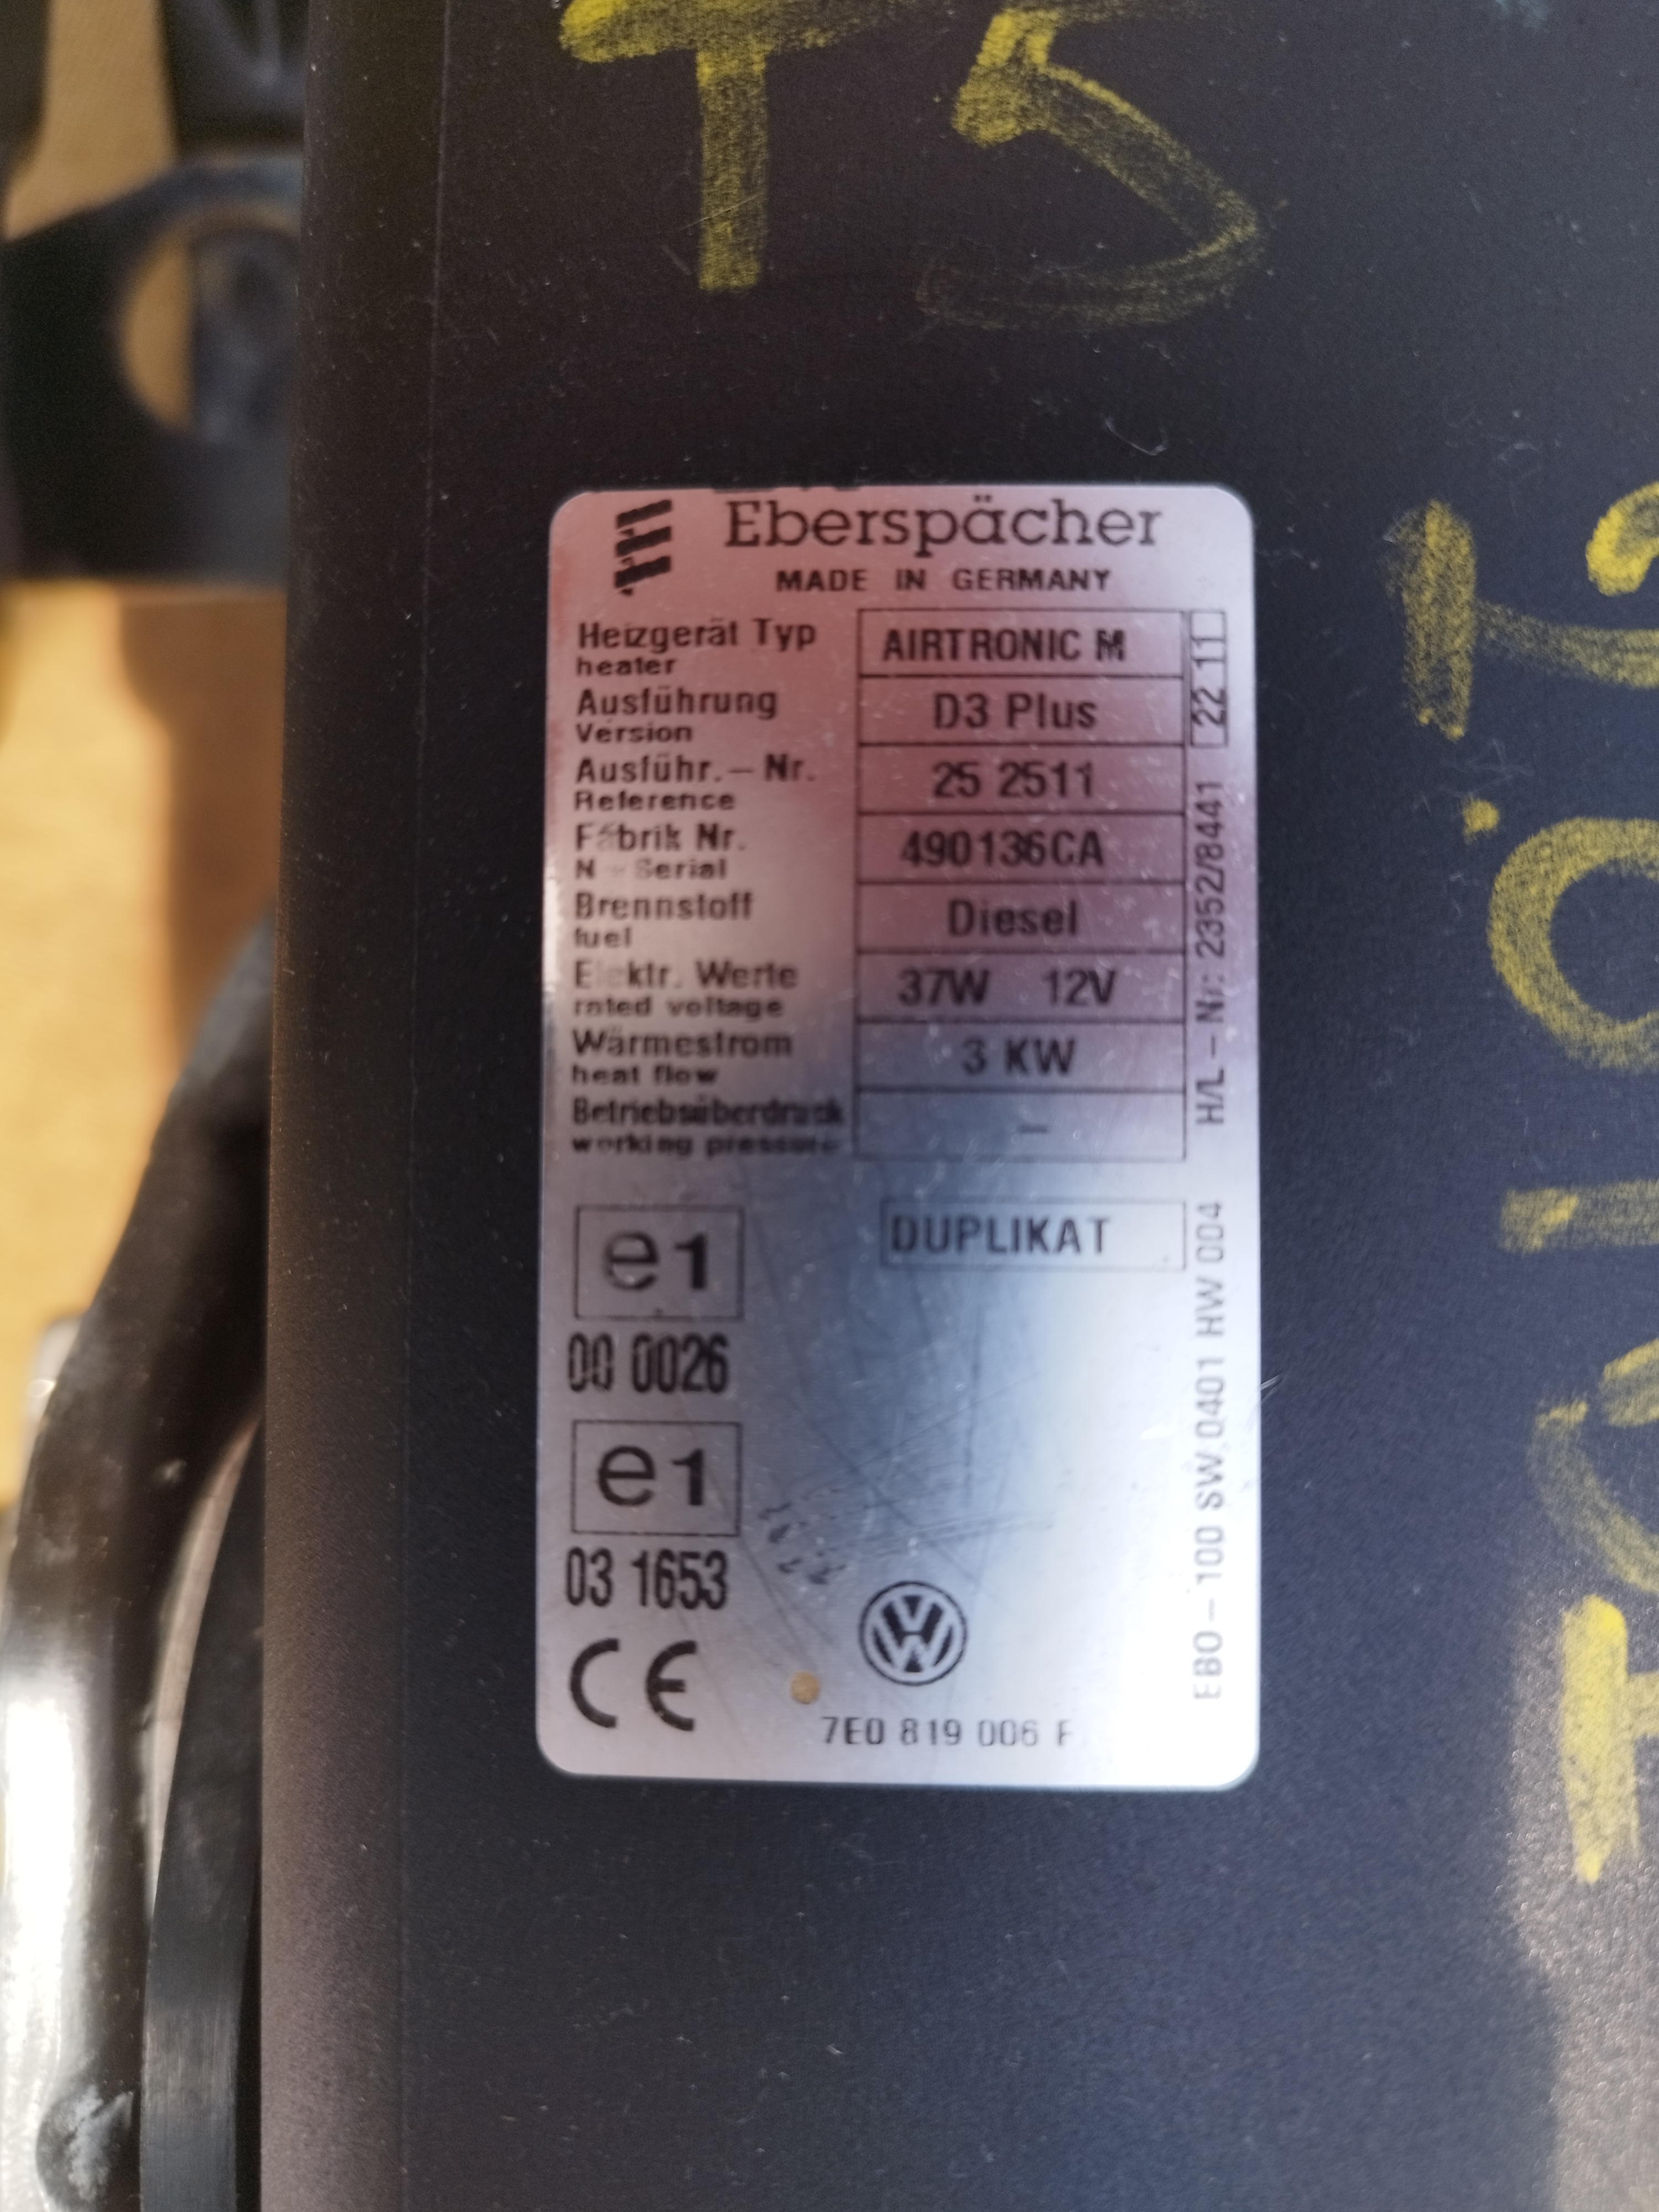 T5
Eberspächer
MADE IN GERMANY
Heizgerät Typ
heater
AIRTRONIC M
Ausführung
Version
D3 Plus
Ausführ.– Nr.
Reference
25 2511
Fabrik Nr.
N – Serial
490136CA
Brennstoff
fuel
Diesel
Elektr. Werte
rated voltage
37W 12V
Wärmestrom
heat flow
3 KW
Betriebsüberdruck
working pressure
–
22 11
H/L – Nr: 2352/8441
e1
DUPLIKAT
00 0026
e1
03 1653
CE
VW
7E0 819 006 F
EBO – 100 SW 0401 HW 004